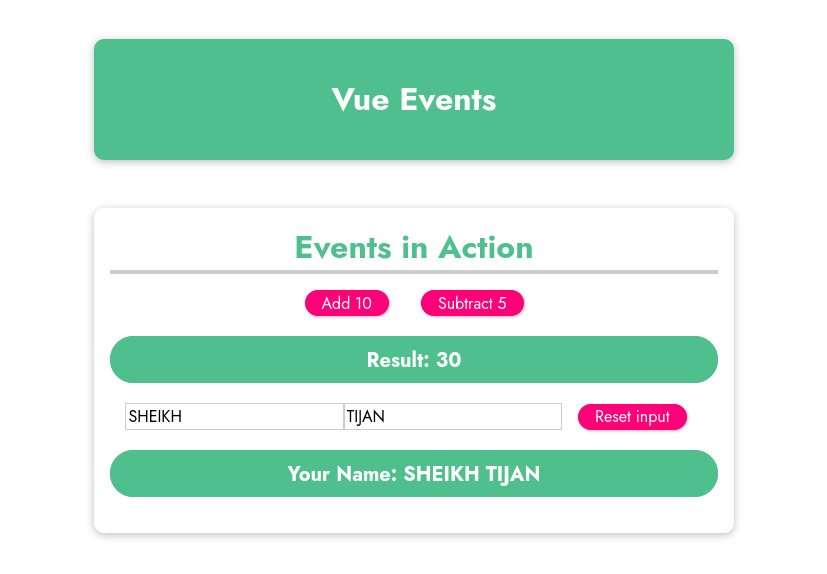 Vue Events
Events in Action
Add 10 Subtract 5
Result: 30
SHEIKH TIJAN Reset input
Your Name: SHEIKH TIJAN